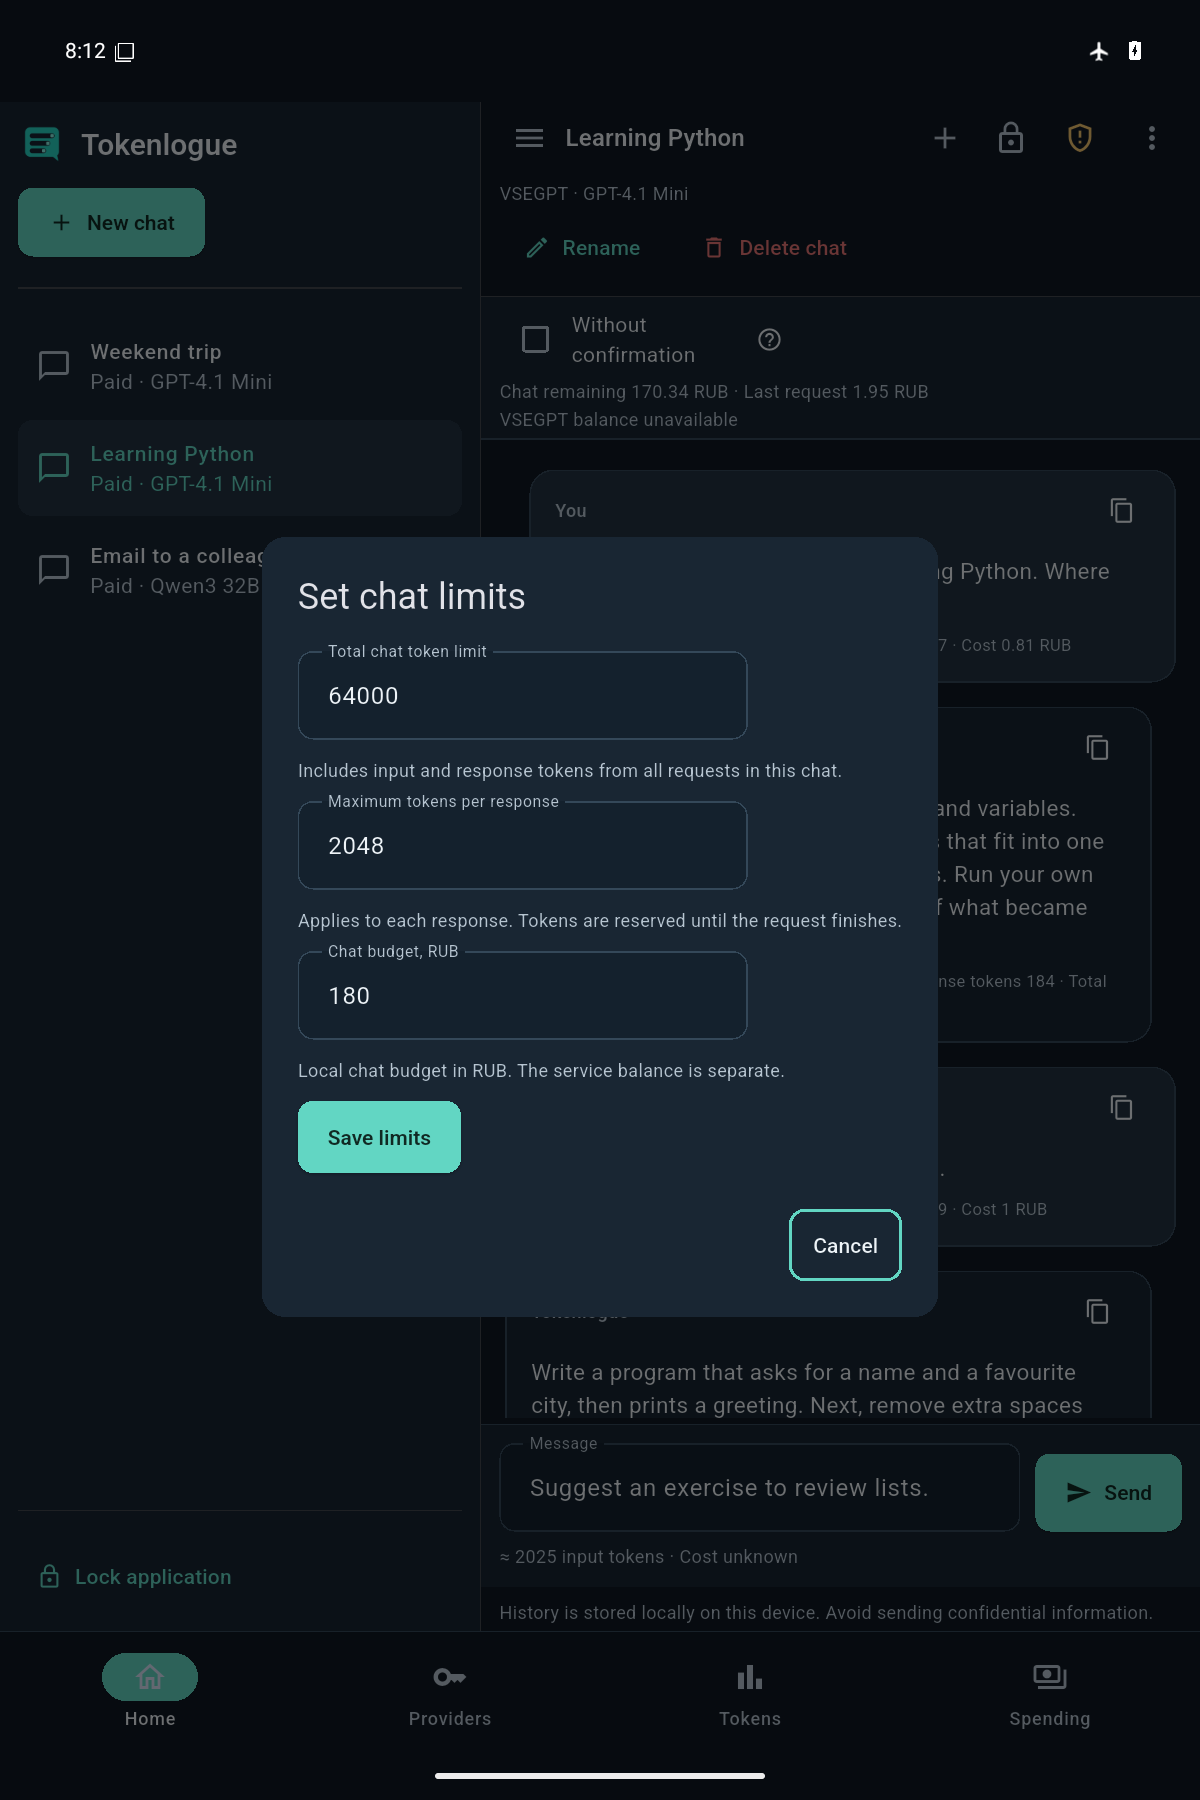 8:12
Tokenlogue
New chat
Weekend trip
Paid · GPT-4.1 Mini
Learning Python
Paid · GPT-4.1 Mini
Email to a colleag
Paid · Qwen3 32B
Lock application
Learning Python
VSEGPT · GPT-4.1 Mini
Rename
Delete chat
Without
confirmation
Chat remaining 170.34 RUB · Last request 1.95 RUB
VSEGPT balance unavailable
You
ng Python. Where
7 · Cost 0.81 RUB
and variables.
s that fit into one
s. Run your own
f what became
nse tokens 184 · Total
.
9 · Cost 1 RUB
Write a program that asks for a name and a favourite
city, then prints a greeting. Next, remove extra spaces
Set chat limits
Total chat token limit
64000
Includes input and response tokens from all requests in this chat.
Maximum tokens per response
2048
Applies to each response. Tokens are reserved until the request finishes.
Chat budget, RUB
180
Local chat budget in RUB. The service balance is separate.
Save limits
Cancel
Message
Suggest an exercise to review lists.
Send
≈ 2025 input tokens · Cost unknown
History is stored locally on this device. Avoid sending confidential information.
Home
Providers
Tokens
Spending